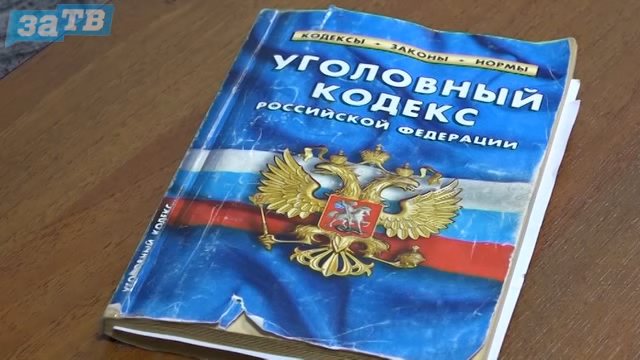 заТВ
КОДЕКСЫ • ЗАКОНЫ • НОРМЫ
УГОЛОВНЫЙ
КОДЕКС
РОССИЙСКОЙ ФЕДЕРАЦИИ
УГОЛОВНЫЙ КОДЕКС